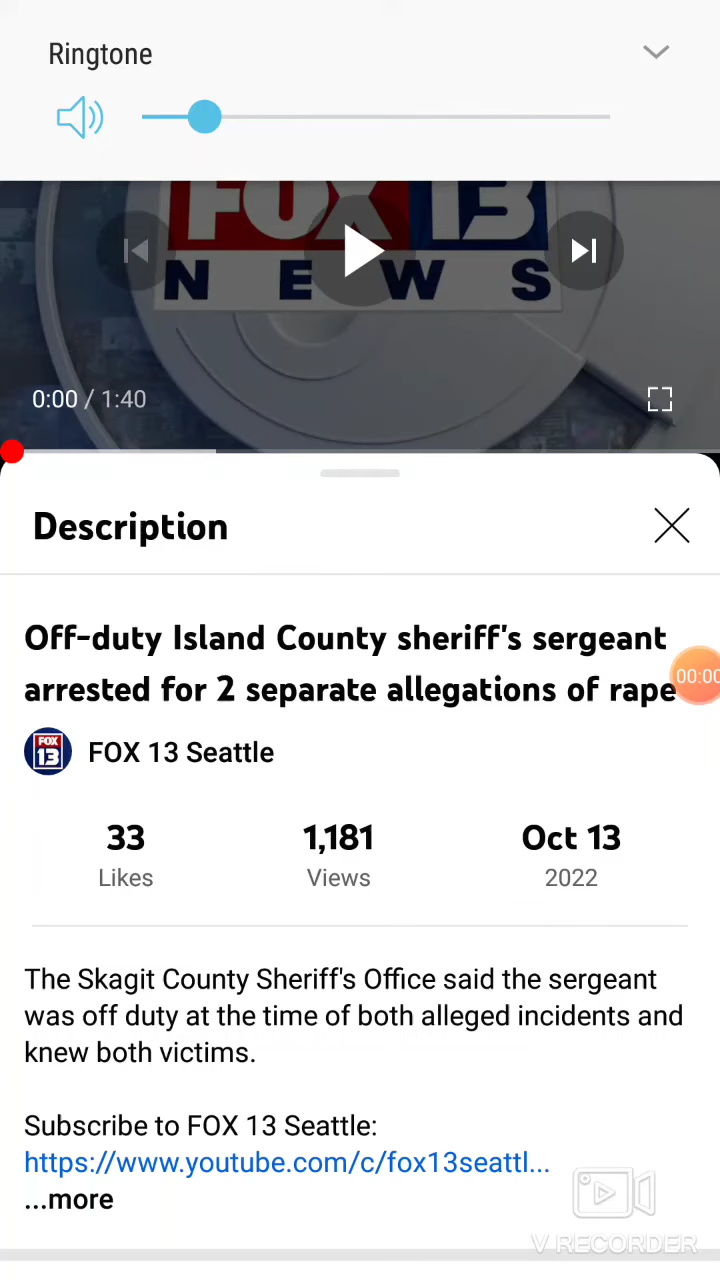 Ringtone
FOX 13
NEWS
0:00 / 1:40
Description
Off-duty Island County sheriff's sergeant
arrested for 2 separate allegations of rape
00:00
FOX
13
FOX 13 Seattle
33 1,181 Oct 13
Likes Views 2022
The Skagit County Sheriff's Office said the sergeant
was off duty at the time of both alleged incidents and
knew both victims.
Subscribe to FOX 13 Seattle:
https://www.youtube.com/c/fox13seattl...
...more
V RECORDER